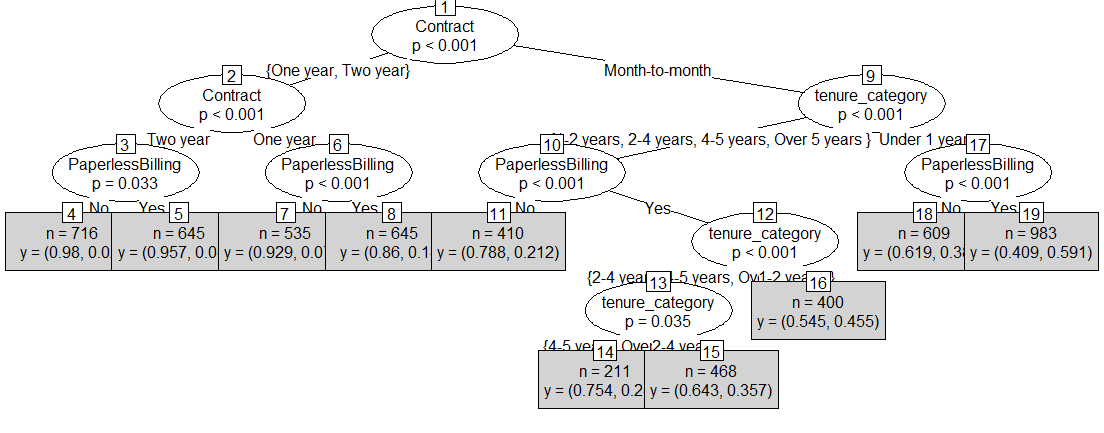 1
Contract
p < 0.001
{One year, Two year}
Month-to-month
2
Contract
p < 0.001
9
tenure_category
p < 0.001
Two year
One year
2 years, 2-4 years, 4-5 years, Over 5 years }
Under 1 yea
3
PaperlessBilling
p = 0.033
6
PaperlessBilling
p < 0.001
10
PaperlessBilling
p < 0.001
17
PaperlessBilling
p < 0.001
No
Yes
No
Yes
No
Yes
No
Yes
4
n = 716
y = (0.98, 0.0
5
n = 645
y = (0.957, 0.0
7
n = 535
y = (0.929, 0.0
8
n = 645
y = (0.86, 0.1
11
n = 410
y = (0.788, 0.212)
12
tenure_category
p < 0.001
18
n = 609
y = (0.619, 0.38
19
n = 983
y = (0.409, 0.591)
{2-4 yea
-5 years, Ov
1-2 yea
13
tenure_category
p = 0.035
16
n = 400
y = (0.545, 0.455)
{4-5 yea
Over
2-4 yea
14
n = 211
y = (0.754, 0.2
15
n = 468
y = (0.643, 0.357)